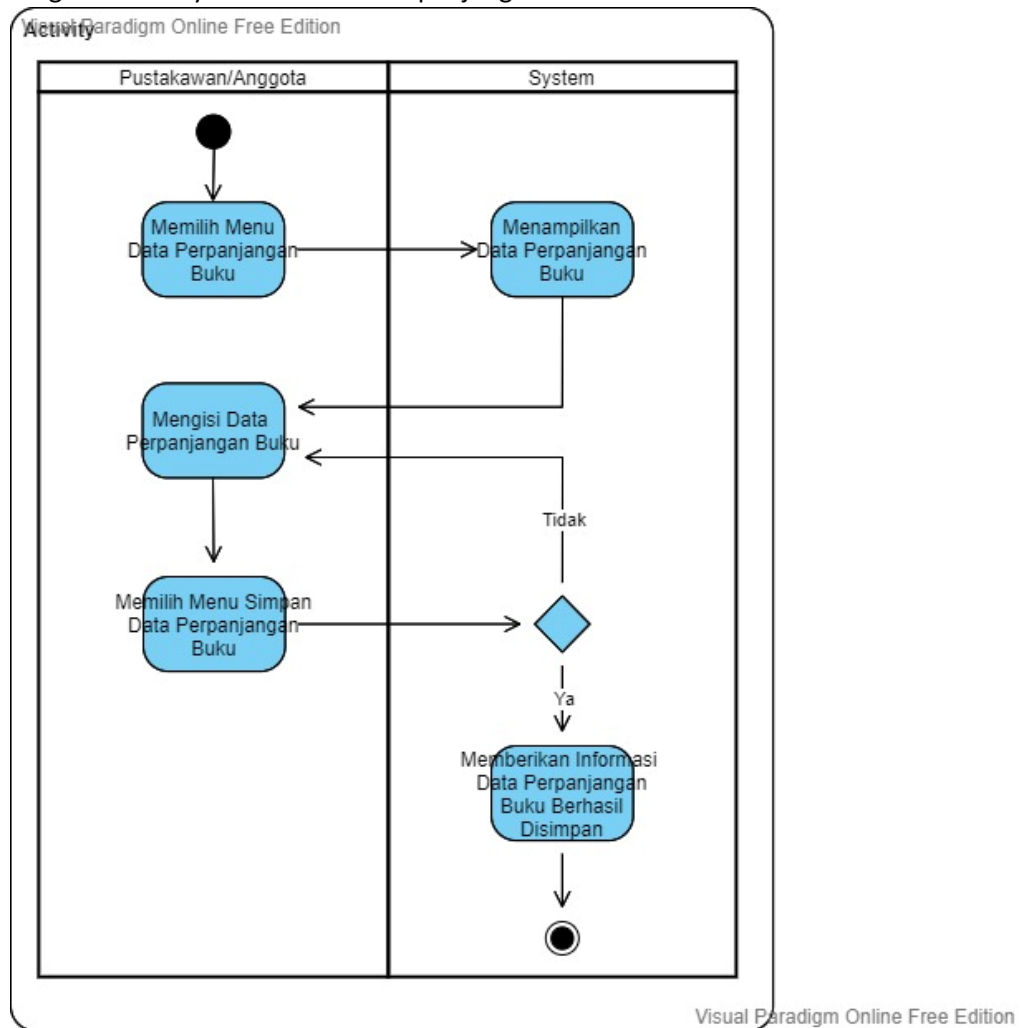 Visual Paradigm Online Free Edition
Activity
Pustakawan/Anggota
System
Memilih Menu
Data Perpanjangan
Buku
Menampilkan
Data Perpanjangan
Buku
Mengisi Data
Perpanjangan Buku
Tidak
Memilih Menu Simpan
Data Perpanjangan
Buku
Ya
Memberikan Informasi
Data Perpanjangan
Buku Berhasil
Disimpan
Visual Paradigm Online Free Edition